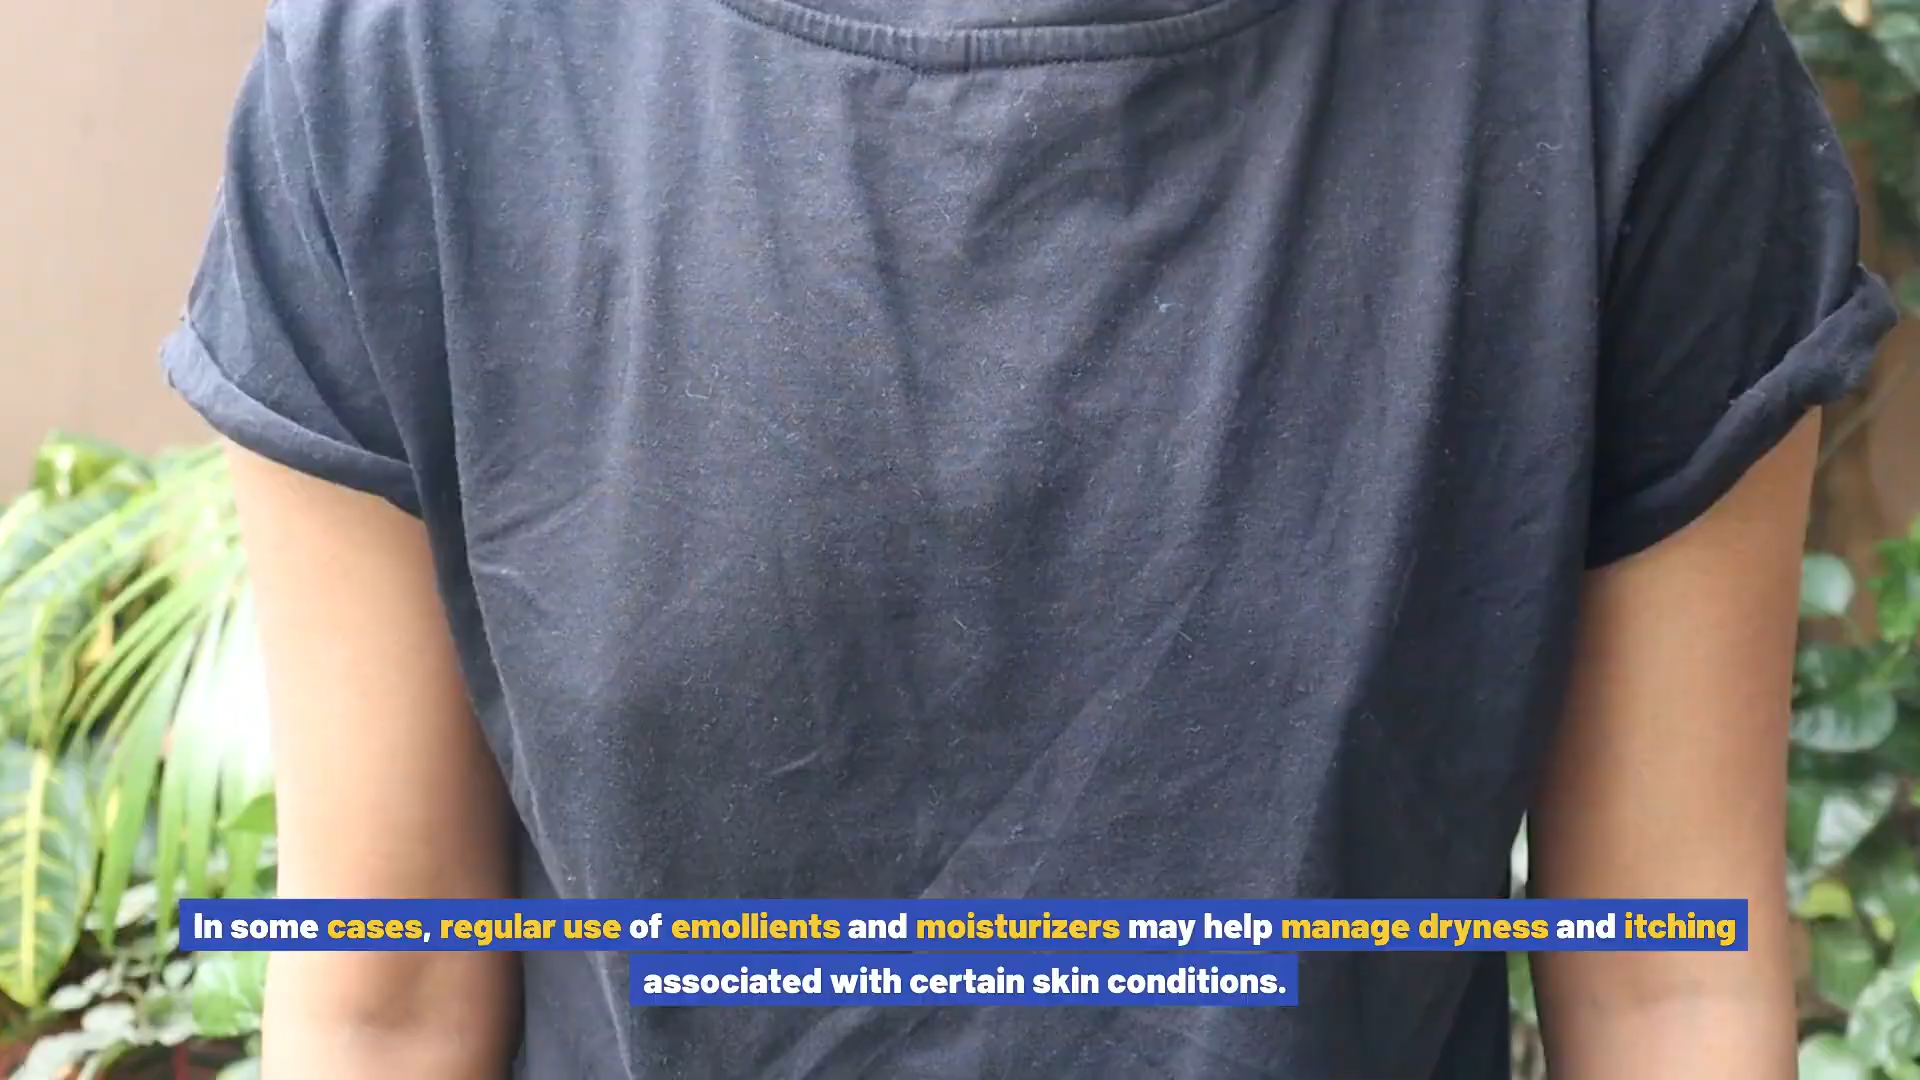 In some cases, regular use of emollients and moisturizers may help manage dryness and itching
associated with certain skin conditions.